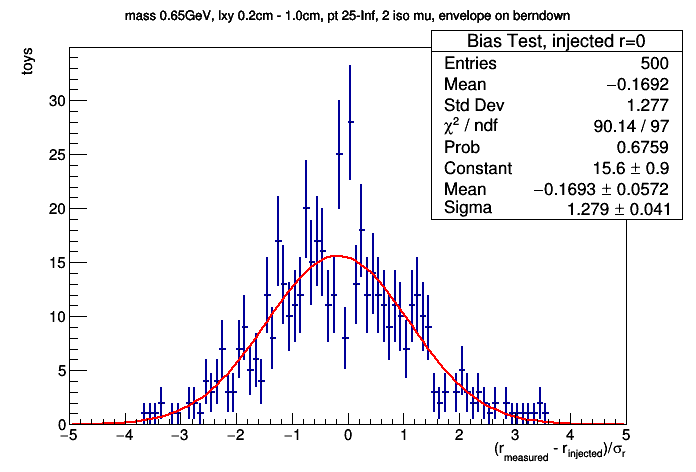 mass 0.65GeV, lxy 0.2cm - 1.0cm, pt 25-Inf, 2 iso mu, envelope on berndown
Bias Test, injected r=0
Entries 500
Mean −0.1692
Std Dev 1.277
χ² / ndf 90.14 / 97
Prob 0.6759
Constant 15.6 ± 0.9
Mean −0.1693 ± 0.0572
Sigma 1.279 ± 0.041
toys
30
25
20
15
10
5
0
−5 −4 −3 −2 −1 0 1 2 3 4 5
(r_measured - r_injected)/σ_r